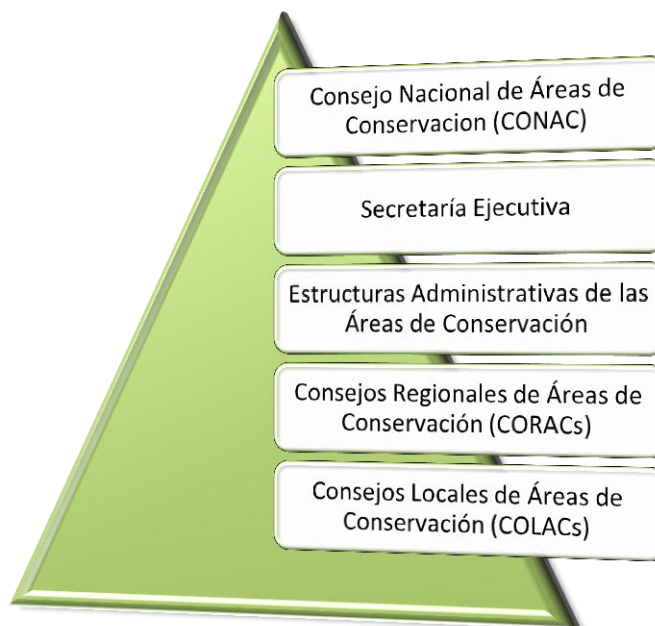 Consejo Nacional de Áreas de
Conservacion (CONAC)
Secretaría Ejecutiva
Estructuras Administrativas de las
Áreas de Conservación
Consejos Regionales de Áreas de
Conservación (CORACs)
Consejos Locales de Áreas de
Conservación (COLACs)